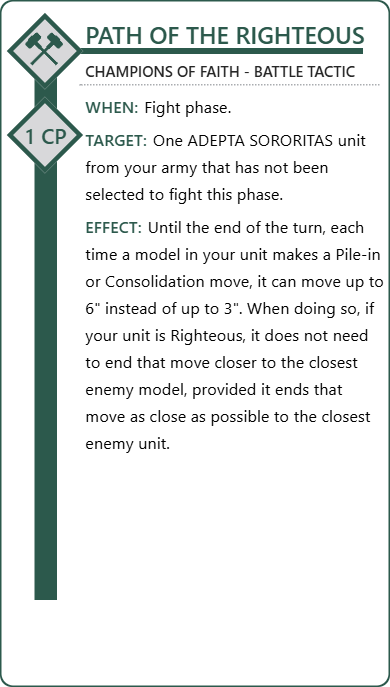 PATH OF THE RIGHTEOUS
CHAMPIONS OF FAITH - BATTLE TACTIC
1 CP
WHEN: Fight phase.
TARGET: One ADEPTA SORORITAS unit
from your army that has not been
selected to fight this phase.
EFFECT: Until the end of the turn, each
time a model in your unit makes a Pile-in
or Consolidation move, it can move up to
6" instead of up to 3". When doing so, if
your unit is Righteous, it does not need
to end that move closer to the closest
enemy model, provided it ends that
move as close as possible to the closest
enemy unit.